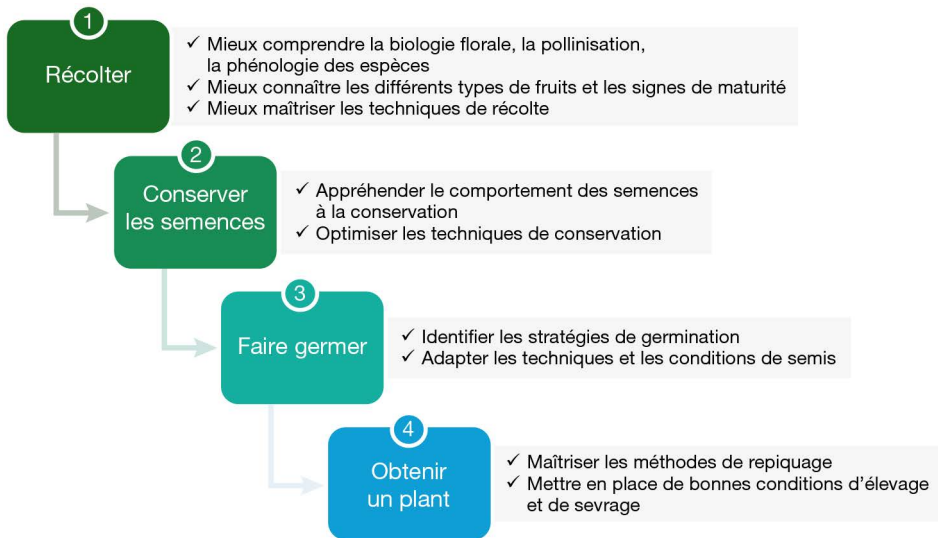 1
Récolter
✓ Mieux comprendre la biologie florale, la pollinisation,
la phénologie des espèces
✓ Mieux connaître les différents types de fruits et les signes de maturité
✓ Mieux maîtriser les techniques de récolte
2
Conserver
les semences
✓ Appréhender le comportement des semences
à la conservation
✓ Optimiser les techniques de conservation
3
Faire germer
✓ Identifier les stratégies de germination
✓ Adapter les techniques et les conditions de semis
4
Obtenir
un plant
✓ Maîtriser les méthodes de repiquage
✓ Mettre en place de bonnes conditions d'élevage
et de sevrage